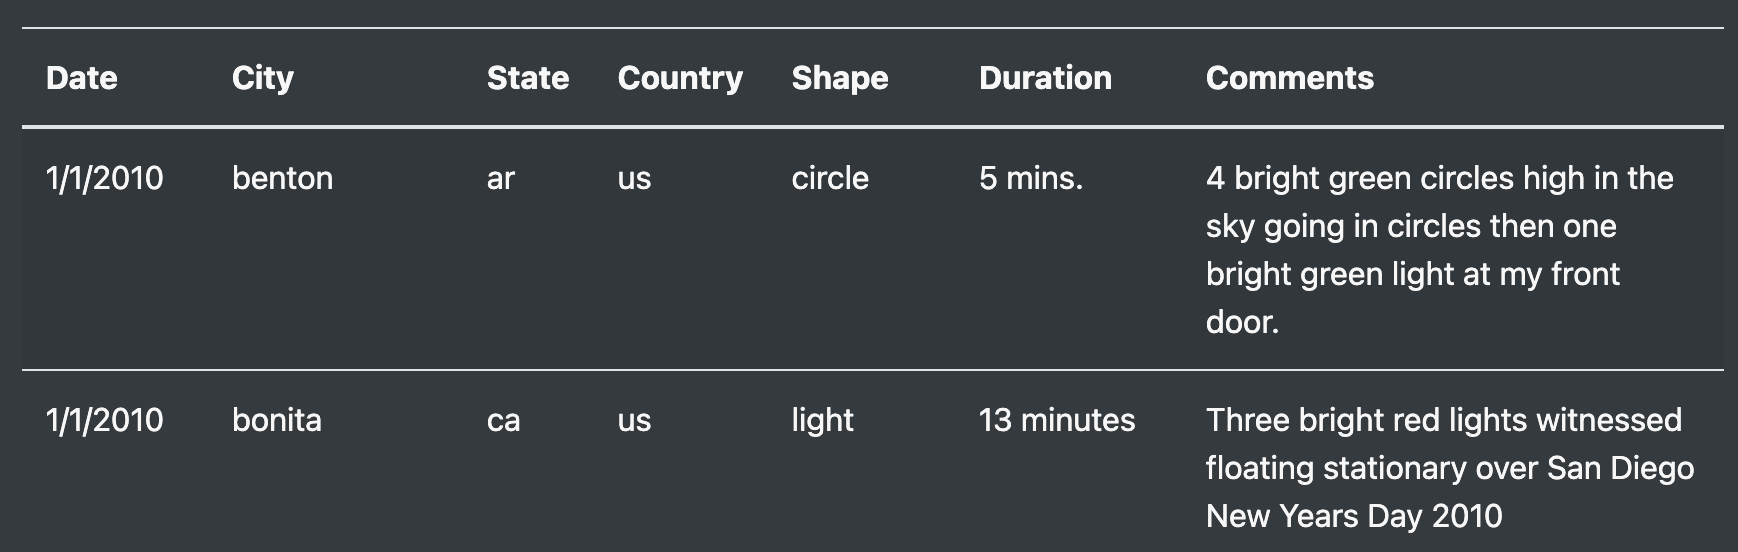 Date City State Country Shape Duration Comments
1/1/2010 benton ar us circle 5 mins. 4 bright green circles high in the
sky going in circles then one
bright green light at my front
door.
1/1/2010 bonita ca us light 13 minutes Three bright red lights witnessed
floating stationary over San Diego
New Years Day 2010